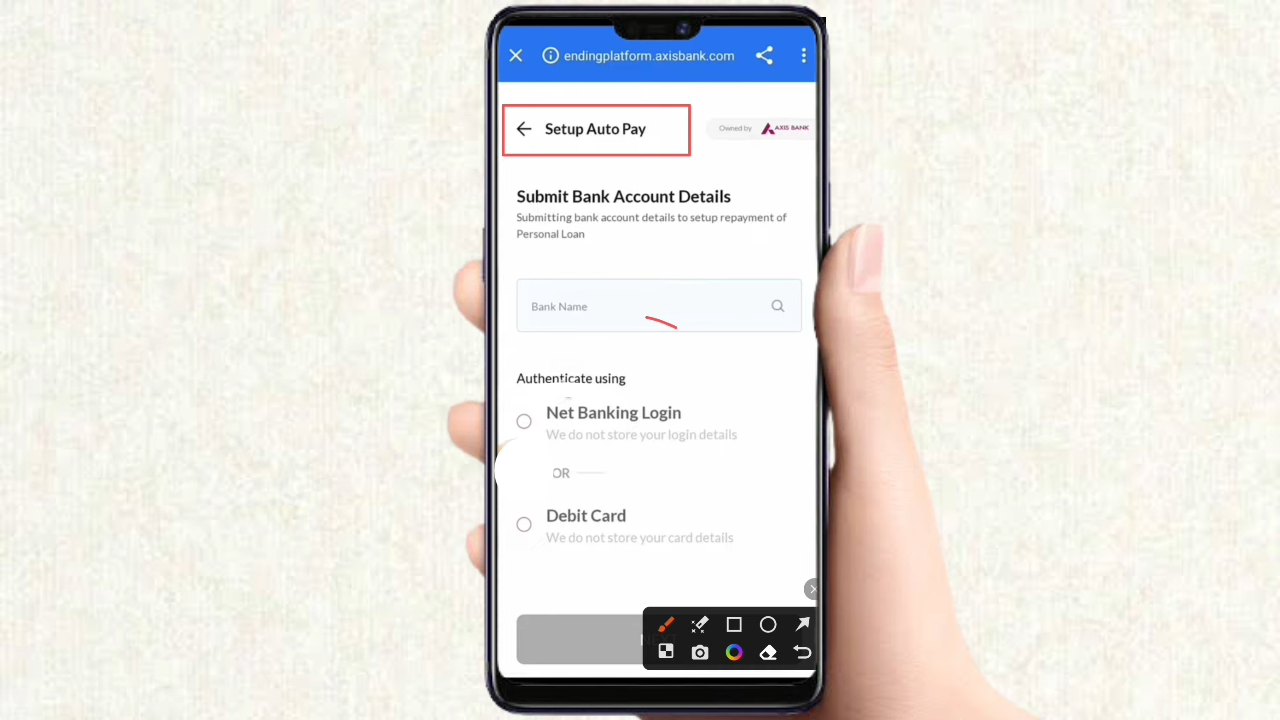 endingplatform.axisbank.com
Setup Auto Pay
Owned by AXIS BANK
Submit Bank Account Details
Submitting bank account details to setup repayment of
Personal Loan
Bank Name
Authenticate using
Net Banking Login
We do not store your login details
OR
Debit Card
We do not store your card details